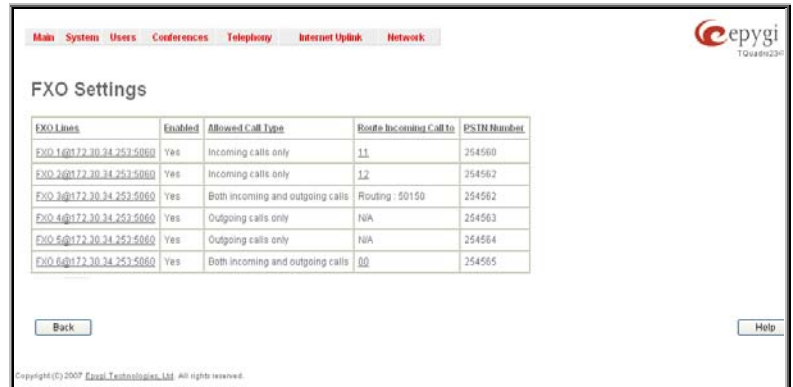 Main System Users Conferences Telephony Internet Uplink Network
epygi
FXO Settings
FXO Lines Enabled Allowed Call Type Route Incoming Call to PSTN Number
FXO 1@172.30.34.253:5060 Yes Incoming calls only 11 254560
FXO 2@172.30.34.253:5060 Yes Incoming calls only 12 254562
FXO 3@172.30.34.253:5060 Yes Both incoming and outgoing calls Routing : 50150 254562
FXO 4@172.30.34.253:5060 Yes Outgoing calls only N/A 254563
FXO 5@172.30.34.253:5060 Yes Outgoing calls only N/A 254564
FXO 6@172.30.34.253:5060 Yes Both incoming and outgoing calls 00 254565
Back Help
Copyright (C) 2007 Epygi Technologies, Ltd. All rights reserved.